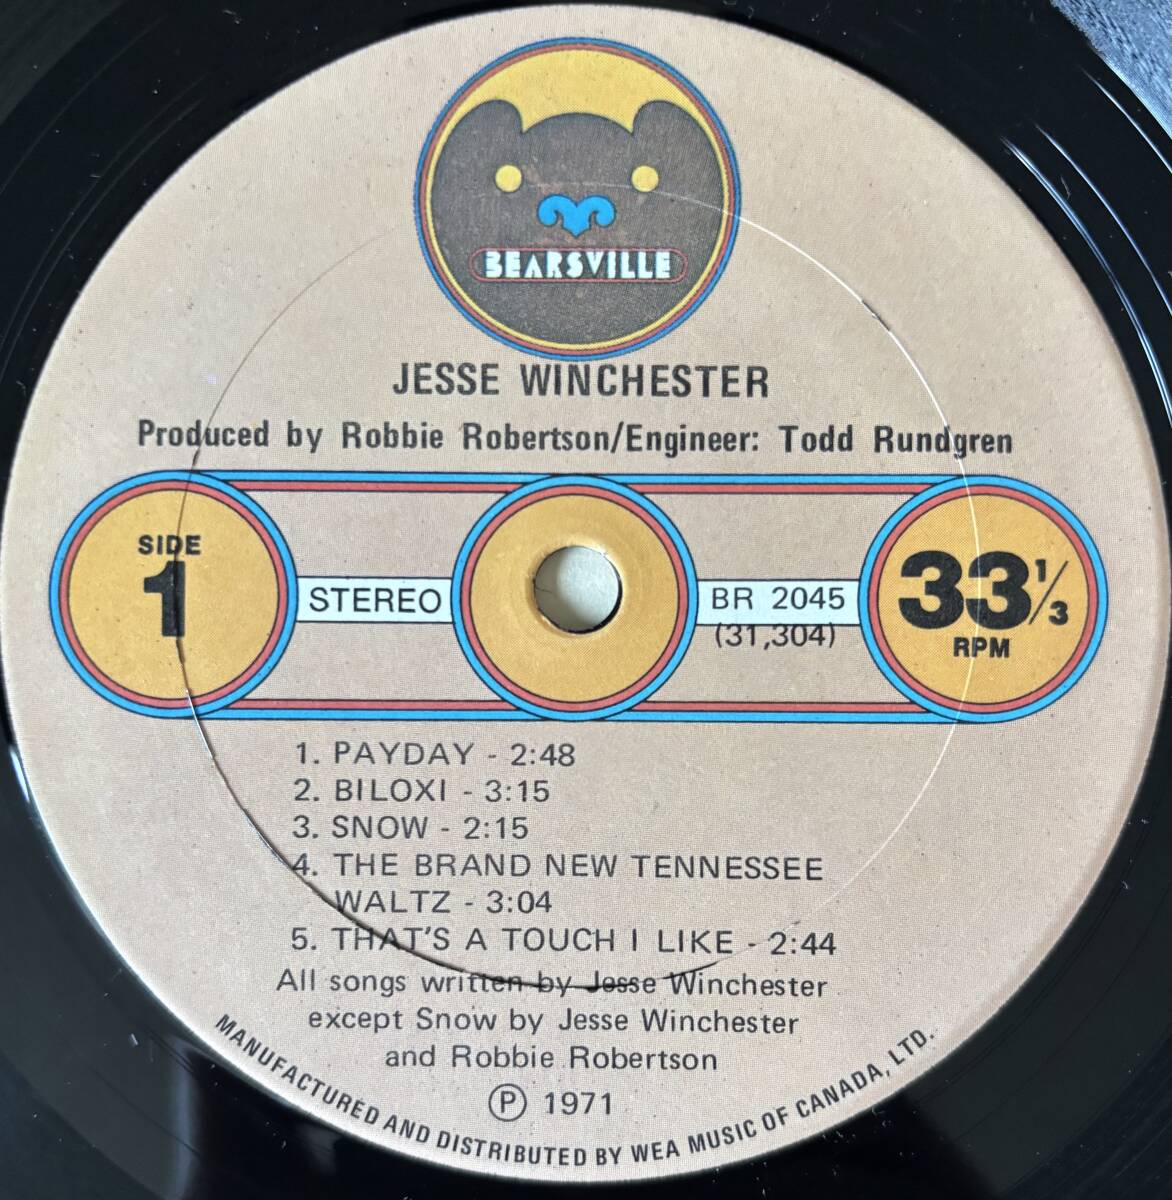 BEARSVILLE
JESSE WINCHESTER
Produced by Robbie Robertson/Engineer: Todd Rundgren
SIDE
1
STEREO
BR 2045
(31,304)
33 1/3
RPM
1. PAYDAY - 2:48
2. BILOXI - 3:15
3. SNOW - 2:15
4. THE BRAND NEW TENNESSEE
WALTZ - 3:04
5. THAT'S A TOUCH I LIKE - 2:44
All songs written by Jesse Winchester
except Snow by Jesse Winchester
and Robbie Robertson
Ⓟ 1971
MANUFACTURED AND DISTRIBUTED BY WEA MUSIC OF CANADA, LTD.